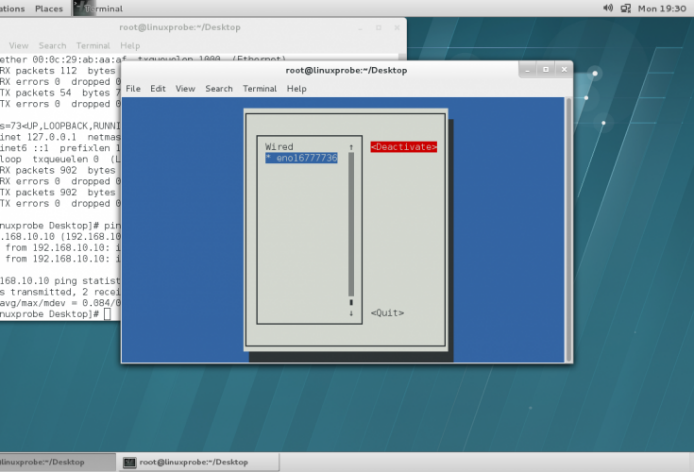 ations Places Terminal Mon 19:30
root@linuxprobe:~/Desktop
View Search Terminal Help
ether 00:0c:29:ab:aa:af txqueuelen 1000 (Ethernet)
RX packets 112 bytes
RX errors 0 dropped 0
TX packets 54 bytes 7
TX errors 0 dropped 0
s=73<UP,LOOPBACK,RUNNI
inet 127.0.0.1 netmas
inet6 ::1 prefixlen 1
loop txqueuelen 0 (L
RX packets 902 bytes
RX errors 0 dropped 0
TX packets 902 bytes
TX errors 0 dropped 0
nuxprobe Desktop]# pin
.168.10.10 (192.168.10
from 192.168.10.10: i
from 192.168.10.10: i
168.10.10 ping statist
s transmitted, 2 recei
avg/max/mdev = 0.084/0
nuxprobe Desktop]#
root@linuxprobe:~/Desktop
File Edit View Search Terminal Help
Wired
* eno16777736
<Deactivate>
<Quit>
linuxprobe:~/Desktop
root@linuxprobe:~/Desktop